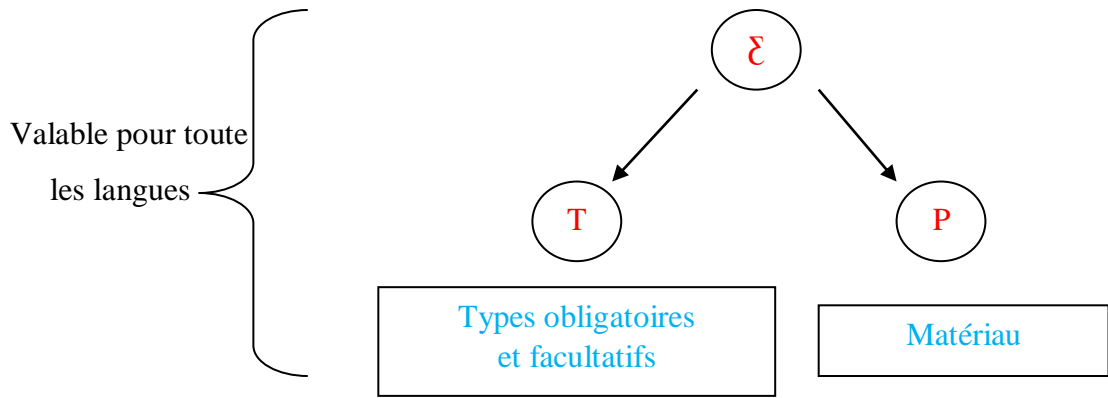 Ƹ
Valable pour toute
les langues
T
P
Types obligatoires
et facultatifs
Matériau